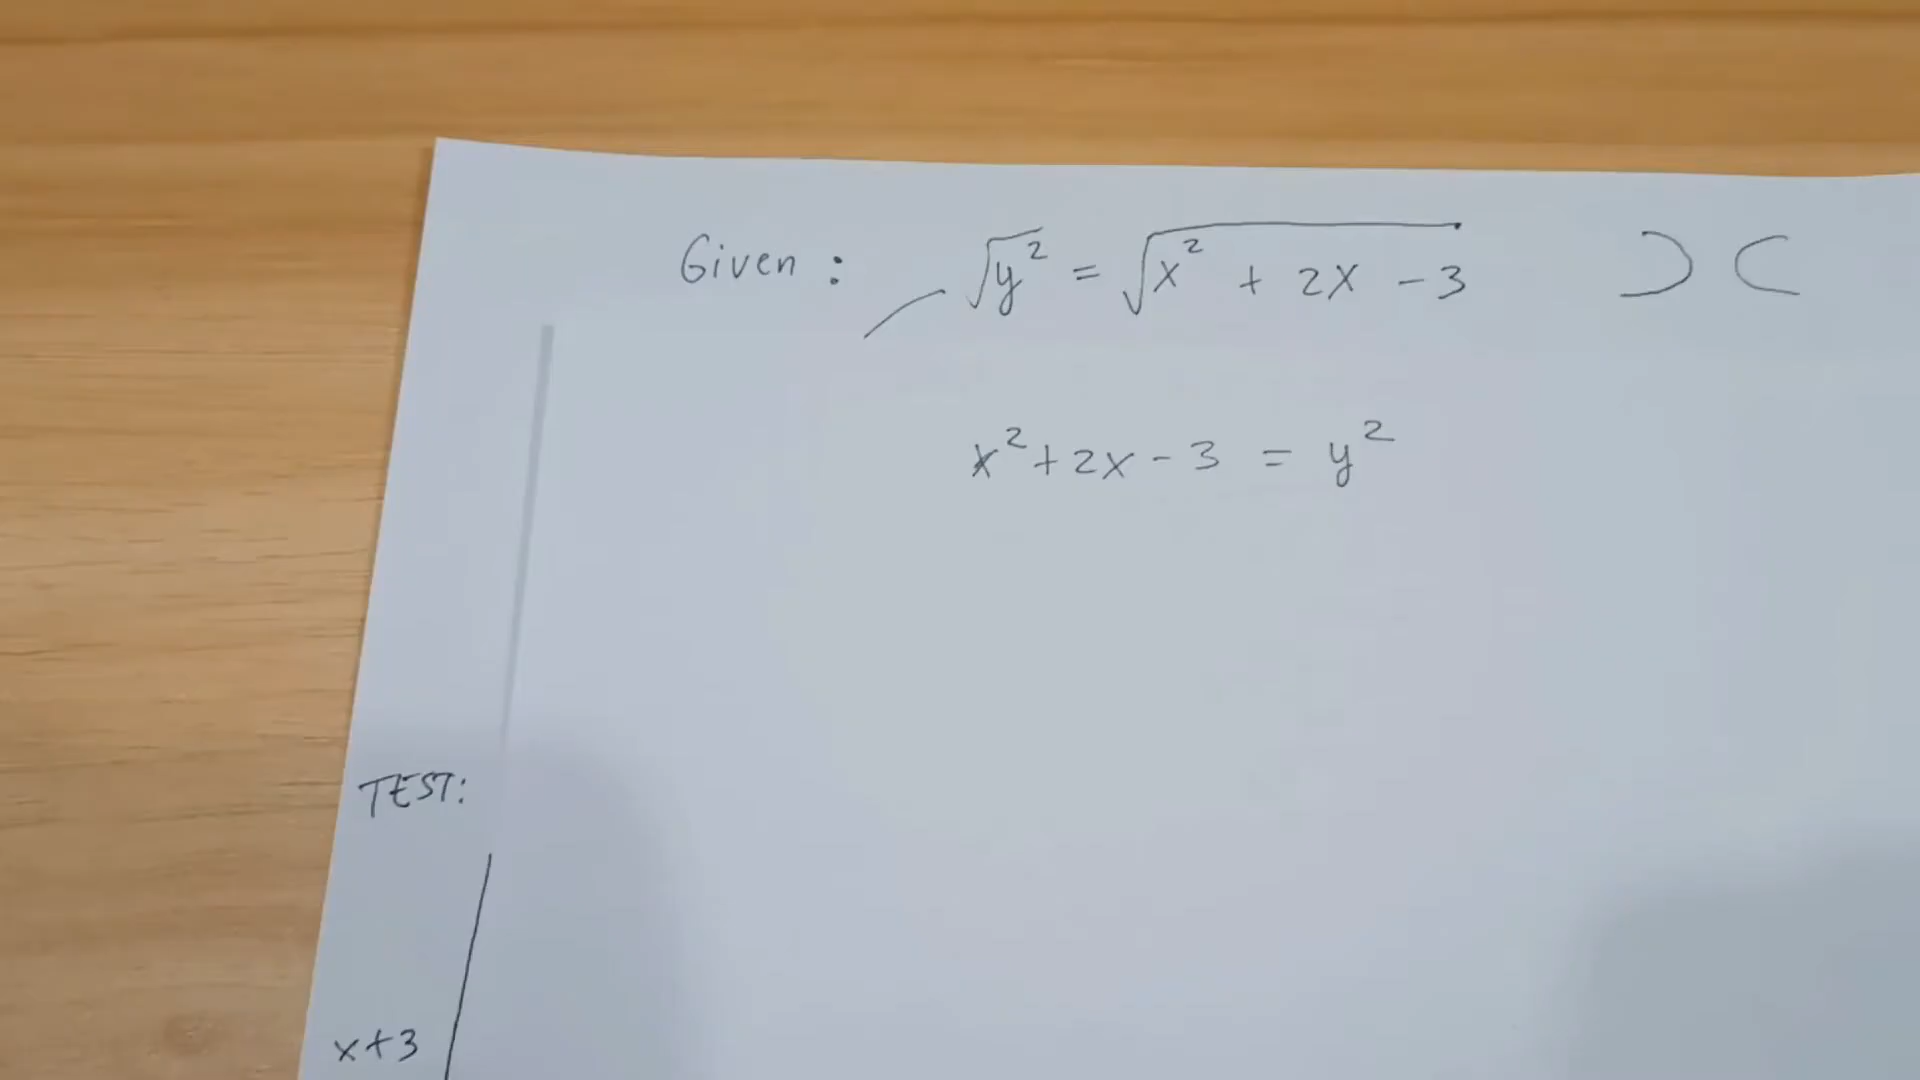 Given : √y² = √x² + 2x - 3
x² + 2x - 3 = y²
TEST:
x+3